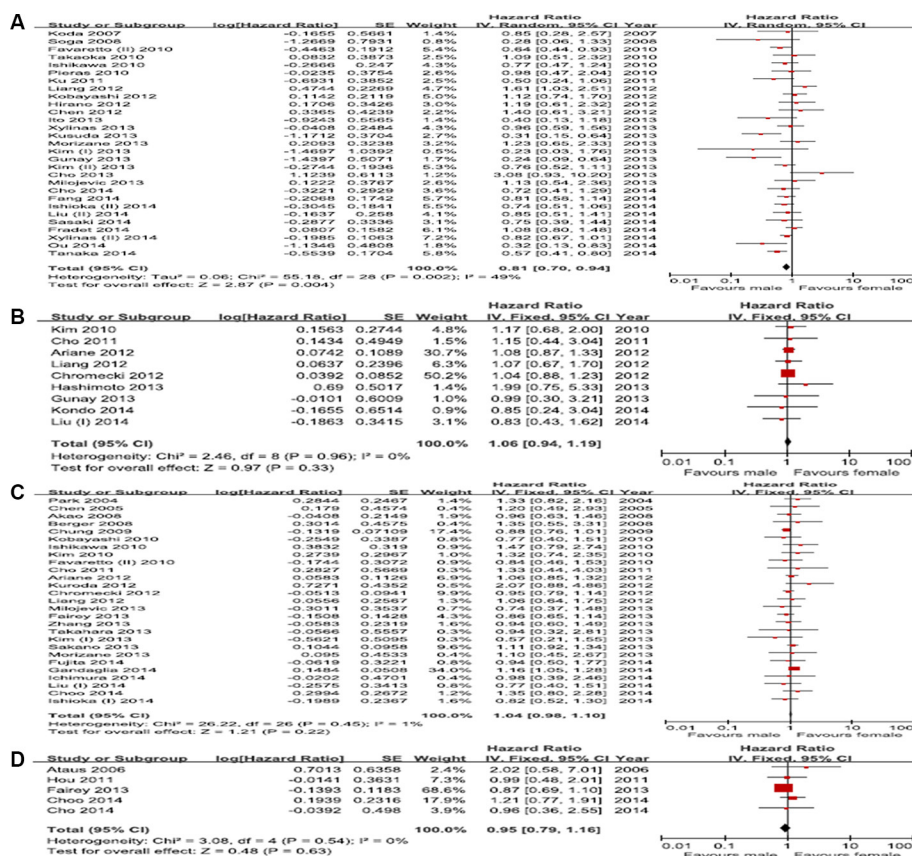 A
Hazard Ratio Hazard Ratio
Study or Subgroup log[Hazard Ratio] SE Weight IV. Random. 95% CI Year IV. Random. 95% CI
Koda 2007 -0.1655 0.5661 1.4% 0.85 [0.28, 2.57] 2007
Soga 2008 -1.2669 0.7931 0.8% 0.28 [0.06, 1.33] 2008
Favaretto (II) 2010 -0.4463 0.1912 5.4% 0.64 [0.44, 0.93] 2010
Takaoka 2010 0.0832 0.3873 2.6% 1.09 [0.51, 2.32] 2010
Ishikawa 2010 -0.2666 0.247 4.3% 0.77 [0.47, 1.24] 2010
Pieras 2010 -0.0235 0.3754 2.6% 0.98 [0.47, 2.04] 2010
Ku 2011 -0.6931 0.3852 2.6% 0.50 [0.24, 1.06] 2011
Liang 2012 0.4744 0.2269 4.7% 1.61 [1.03, 2.51] 2012
Kobayashi 2012 0.1142 0.2119 5.0% 1.12 [0.74, 1.70] 2012
Hirano 2012 0.1706 0.3426 3.0% 1.19 [0.61, 2.32] 2012
Chen 2012 0.3365 0.4239 2.2% 1.40 [0.61, 3.21] 2012
Ito 2013 -0.9243 0.5565 1.5% 0.40 [0.13, 1.18] 2013
Xylinas 2013 -0.0408 0.2484 4.3% 0.96 [0.59, 1.56] 2013
Kusuda 2013 -1.1712 0.3704 2.7% 0.31 [0.15, 0.64] 2013
Morizane 2013 0.2093 0.3238 3.2% 1.23 [0.65, 2.33] 2013
Kim (I) 2013 -1.4697 1.0392 0.5% 0.23 [0.03, 1.76] 2013
Gunay 2013 -1.4397 0.5071 1.7% 0.24 [0.09, 0.64] 2013
Kim (II) 2013 -0.2744 0.1936 5.3% 0.76 [0.52, 1.11] 2013
Cho 2013 1.1239 0.6113 1.3% 3.08 [0.93, 10.20] 2013
Milojevic 2013 0.1222 0.3767 2.6% 1.13 [0.54, 2.36] 2013
Cho 2014 -0.3221 0.2929 3.6% 0.72 [0.41, 1.29] 2014
Fang 2014 -0.2068 0.1742 5.7% 0.81 [0.58, 1.14] 2014
Ishioka (II) 2014 -0.3045 0.1841 5.5% 0.74 [0.51, 1.06] 2014
Liu (II) 2014 -0.1637 0.258 4.1% 0.85 [0.51, 1.41] 2014
Sasaki 2014 -0.2877 0.3336 3.1% 0.75 [0.39, 1.44] 2014
Fradet 2014 0.0807 0.1582 6.1% 1.08 [0.80, 1.48] 2014
Xylinas (II) 2014 -0.1985 0.1063 7.2% 0.82 [0.67, 1.01] 2014
Ou 2014 -1.1346 0.4808 1.8% 0.32 [0.13, 0.83] 2014
Tanaka 2014 -0.5539 0.1704 5.8% 0.57 [0.41, 0.80] 2014
Total (95% CI) 100.0% 0.81 [0.70, 0.94]
Heterogeneity: Tau² = 0.06; Chi² = 55.18, df = 28 (P = 0.002); I² = 49%
Test for overall effect: Z = 2.87 (P = 0.004)
0.01 0.1 1 10 100
Favours male Favours female
B
Hazard Ratio Hazard Ratio
Study or Subgroup log[Hazard Ratio] SE Weight IV. Fixed. 95% CI Year IV. Fixed. 95% CI
Kim 2010 0.1563 0.2744 4.8% 1.17 [0.68, 2.00] 2010
Cho 2011 0.1434 0.4949 1.5% 1.15 [0.44, 3.04] 2011
Ariane 2012 0.0742 0.1089 30.7% 1.08 [0.87, 1.33] 2012
Liang 2012 0.0637 0.2396 6.3% 1.07 [0.67, 1.70] 2012
Chromecki 2012 0.0392 0.0852 50.2% 1.04 [0.88, 1.23] 2012
Hashimoto 2013 0.69 0.5017 1.4% 1.99 [0.75, 5.33] 2013
Gunay 2013 -0.0101 0.6009 1.0% 0.99 [0.30, 3.21] 2013
Kondo 2014 -0.1655 0.6514 0.9% 0.85 [0.24, 3.04] 2014
Liu (I) 2014 -0.1863 0.3415 3.1% 0.83 [0.43, 1.62] 2014
Total (95% CI) 100.0% 1.06 [0.94, 1.19]
Heterogeneity: Chi² = 2.46, df = 8 (P = 0.96); I² = 0%
Test for overall effect: Z = 0.97 (P = 0.33)
0.01 0.1 1 10 100
Favours male Favours female
C
Hazard Ratio Hazard Ratio
Study or Subgroup log[Hazard Ratio] SE Weight IV. Fixed. 95% CI Year IV. Fixed. 95% CI
Park 2004 0.2844 0.2467 1.4% 1.33 [0.82, 2.16] 2004
Chen 2005 0.179 0.4574 0.4% 1.20 [0.49, 2.93] 2005
Akao 2008 -0.0408 0.2149 1.9% 0.96 [0.63, 1.46] 2008
Berger 2008 0.3014 0.4575 0.4% 1.35 [0.55, 3.31] 2008
Chung 2009 -0.1319 0.07109 17.4% 0.88 [0.76, 1.01] 2009
Kobayashi 2010 -0.2549 0.3387 0.8% 0.77 [0.40, 1.51] 2010
Ishikawa 2010 0.3832 0.319 0.9% 1.47 [0.79, 2.74] 2010
Kim 2010 0.2739 0.2967 1.0% 1.32 [0.74, 2.35] 2010
Favaretto (II) 2010 -0.1744 0.3072 0.9% 0.84 [0.46, 1.53] 2010
Cho 2011 0.2827 0.5669 0.3% 1.33 [0.44, 4.03] 2011
Ariane 2012 0.0583 0.1126 6.9% 1.06 [0.85, 1.32] 2012
Kuroda 2012 0.7271 0.4352 0.5% 2.07 [0.88, 4.86] 2012
Chromecki 2012 -0.0513 0.0941 9.9% 0.95 [0.79, 1.14] 2012
Liang 2012 0.0556 0.2567 1.3% 1.06 [0.64, 1.75] 2012
Milojevic 2013 -0.3011 0.3537 0.7% 0.74 [0.37, 1.48] 2013
Fairey 2013 -0.1508 0.1428 4.3% 0.86 [0.65, 1.14] 2013
Zhang 2013 -0.0583 0.2319 1.6% 0.94 [0.60, 1.49] 2013
Takahara 2013 -0.0566 0.5557 0.3% 0.94 [0.32, 2.81] 2013
Kim (I) 2013 -0.5621 0.5095 0.3% 0.57 [0.21, 1.55] 2013
Sakano 2013 0.1044 0.0958 9.6% 1.11 [0.92, 1.34] 2013
Morizane 2013 0.095 0.4533 0.4% 1.10 [0.45, 2.67] 2013
Fujita 2014 -0.0619 0.3221 0.8% 0.94 [0.50, 1.77] 2014
Gandaglia 2014 0.1484 0.0508 34.0% 1.16 [1.05, 1.28] 2014
Ichimura 2014 -0.0202 0.4701 0.4% 0.98 [0.39, 2.46] 2014
Liu (I) 2014 -0.2575 0.3413 0.8% 0.77 [0.40, 1.51] 2014
Choo 2014 0.2994 0.2672 1.2% 1.35 [0.80, 2.28] 2014
Ishioka (I) 2014 -0.1989 0.2367 1.6% 0.82 [0.52, 1.30] 2014
Total (95% CI) 100.0% 1.04 [0.98, 1.10]
Heterogeneity: Chi² = 26.22, df = 26 (P = 0.45); I² = 1%
Test for overall effect: Z = 1.21 (P = 0.22)
0.01 0.1 1 10 100
Favours male Favours female
D
Hazard Ratio Hazard Ratio
Study or Subgroup log[Hazard Ratio] SE Weight IV. Fixed. 95% CI Year IV. Fixed. 95% CI
Ataus 2006 0.7013 0.6358 2.4% 2.02 [0.58, 7.01] 2006
Hou 2011 -0.0141 0.3631 7.3% 0.99 [0.48, 2.01] 2011
Fairey 2013 -0.1393 0.1183 68.6% 0.87 [0.69, 1.10] 2013
Choo 2014 0.1939 0.2316 17.9% 1.21 [0.77, 1.91] 2014
Cho 2014 -0.0392 0.498 3.9% 0.96 [0.36, 2.55] 2014
Total (95% CI) 100.0% 0.95 [0.79, 1.16]
Heterogeneity: Chi² = 3.08, df = 4 (P = 0.54); I² = 0%
Test for overall effect: Z = 0.48 (P = 0.63)
0.01 0.1 1 10 100
Favours male Favours female